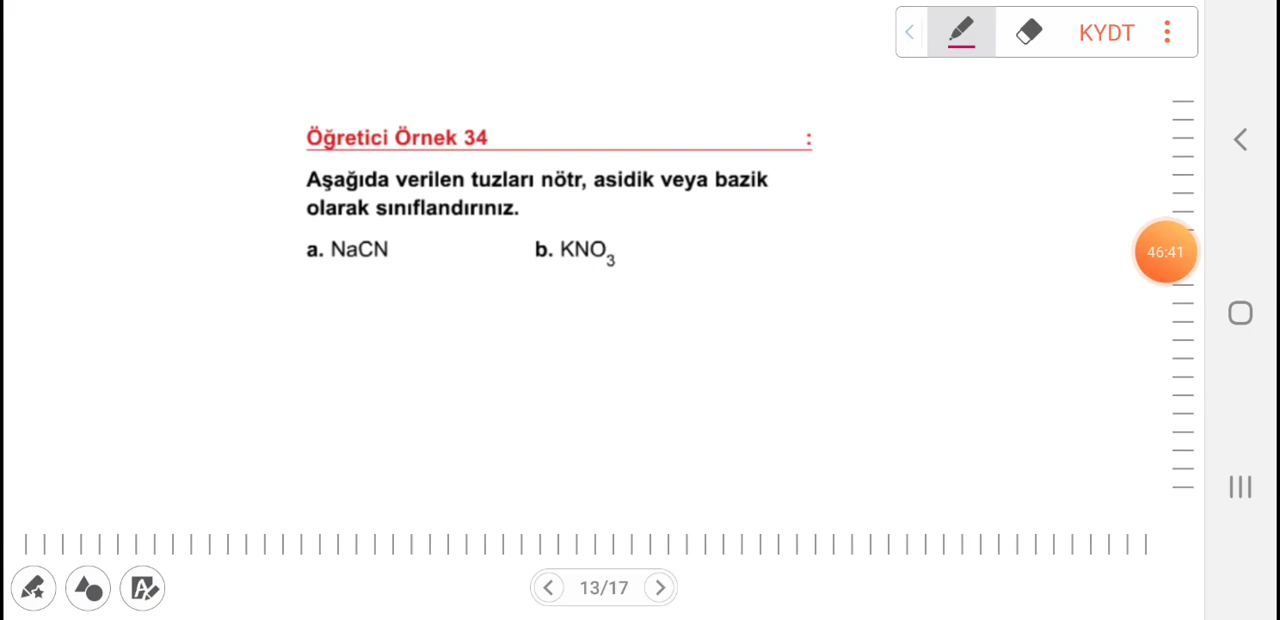 KYDT
Öğretici Örnek 34 :
Aşağıda verilen tuzları nötr, asidik veya bazik
olarak sınıflandırınız.
a. NaCN b. KNO₃
46:41
13/17